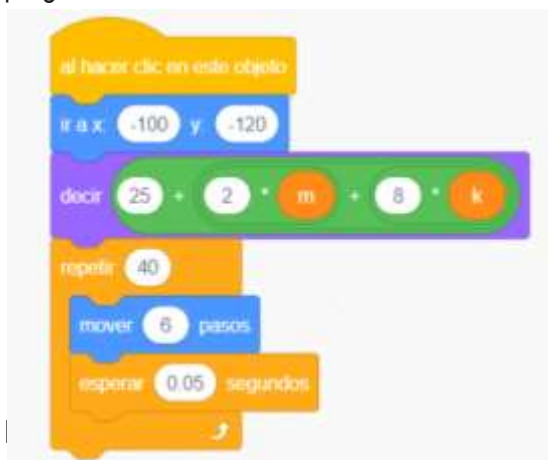 al hacer clic en este objeto
ir a x: -100 y -120
decir 25 + 2 * m + 8 * k
repetir 40
mover 6 pasos
esperar 0.05 segundos